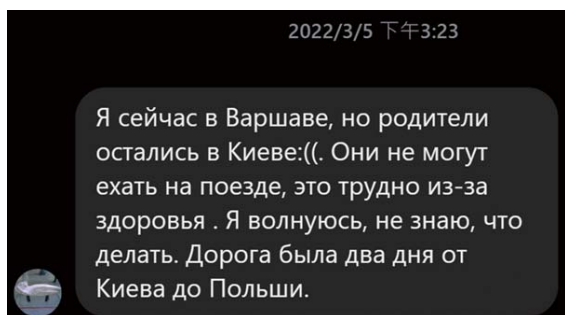 2022/3/5 下午3:23
Я сейчас в Варшаве, но родители
остались в Киеве:((. Они не могут
ехать на поезде, это трудно из-за
здоровья . Я волнуюсь, не знаю, что
делать. Дорога была два дня от
Киева до Польши.